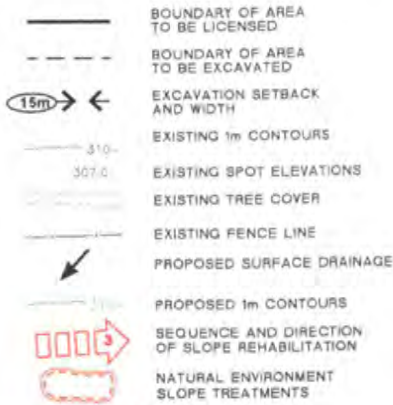 BOUNDARY OF AREA
TO BE LICENSED
BOUNDARY OF AREA
TO BE EXCAVATED
15m
EXCAVATION SETBACK
AND WIDTH
EXISTING 1m CONTOURS
310
307.0
EXISTING SPOT ELEVATIONS
EXISTING TREE COVER
EXISTING FENCE LINE
PROPOSED SURFACE DRAINAGE
PROPOSED 1m CONTOURS
3
SEQUENCE AND DIRECTION
OF SLOPE REHABILITATION
NATURAL ENVIRONMENT
SLOPE TREATMENTS